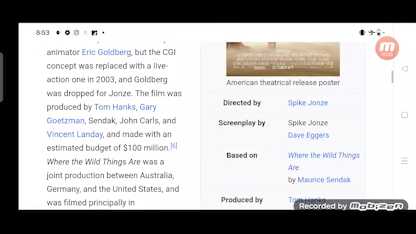 8:53
animator Eric Goldberg, but the CGI
concept was replaced with a live-
action one in 2003, and Goldberg
was dropped for Jonze. The film was
produced by Tom Hanks, Gary
Goetzman, Sendak, John Carls, and
Vincent Landay, and made with an
estimated budget of $100 million.[6]
Where the Wild Things Are was a
joint production between Australia,
Germany, and the United States, and
was filmed principally in
American theatrical release poster
Directed by Spike Jonze
Screenplay by Spike Jonze
Dave Eggers
Based on Where the Wild Things
Are
by Maurice Sendak
Produced by Tom Hanks
Recorded by Mobizen